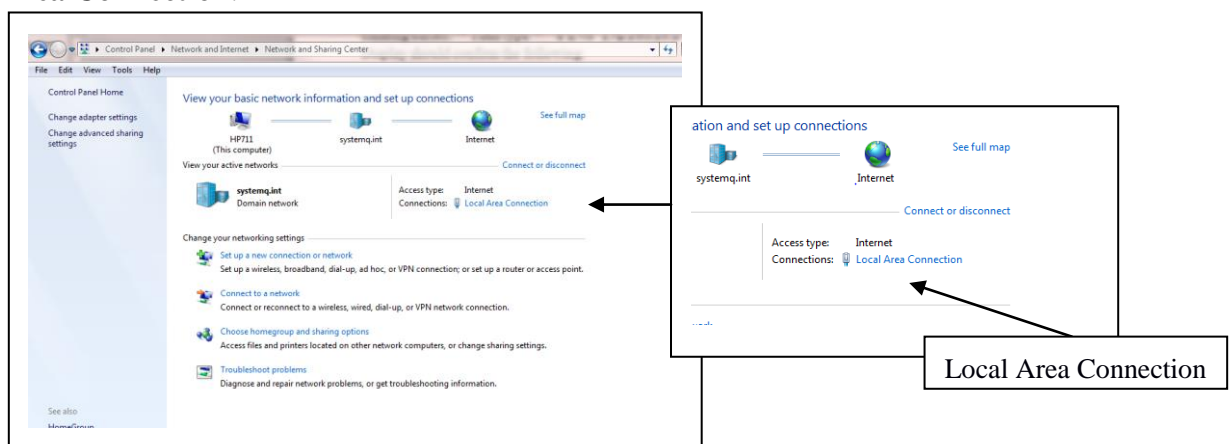 Control Panel ▸ Network and Internet ▸ Network and Sharing Center
File Edit View Tools Help
Control Panel Home
Change adapter settings
Change advanced sharing
settings
See also
HomeGroup
View your basic network information and set up connections
See full map
HP711
(This computer)
systemq.int
Internet
View your active networks
Connect or disconnect
systemq.int
Domain network
Access type: Internet
Connections: Local Area Connection
Change your networking settings
Set up a new connection or network
Set up a wireless, broadband, dial-up, ad hoc, or VPN connection; or set up a router or access point.
Connect to a network
Connect or reconnect to a wireless, wired, dial-up, or VPN network connection.
Choose homegroup and sharing options
Access files and printers located on other network computers, or change sharing settings.
Troubleshoot problems
Diagnose and repair network problems, or get troubleshooting information.
ation and set up connections
See full map
systemq.int
Internet
Connect or disconnect
Access type: Internet
Connections: Local Area Connection
Local Area Connection